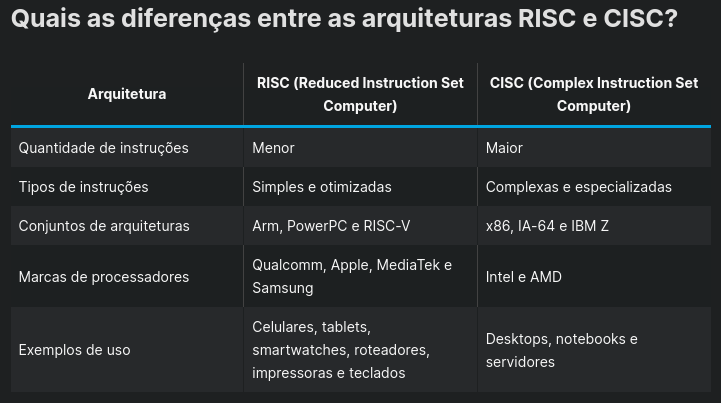 Quais as diferenças entre as arquiteturas RISC e CISC?
Arquitetura
RISC (Reduced Instruction Set
Computer)
CISC (Complex Instruction Set
Computer)
Quantidade de instruções
Menor
Maior
Tipos de instruções
Simples e otimizadas
Complexas e especializadas
Conjuntos de arquiteturas
Arm, PowerPC e RISC-V
x86, IA-64 e IBM Z
Marcas de processadores
Qualcomm, Apple, MediaTek e
Samsung
Intel e AMD
Exemplos de uso
Celulares, tablets,
smartwatches, roteadores,
impressoras e teclados
Desktops, notebooks e
servidores